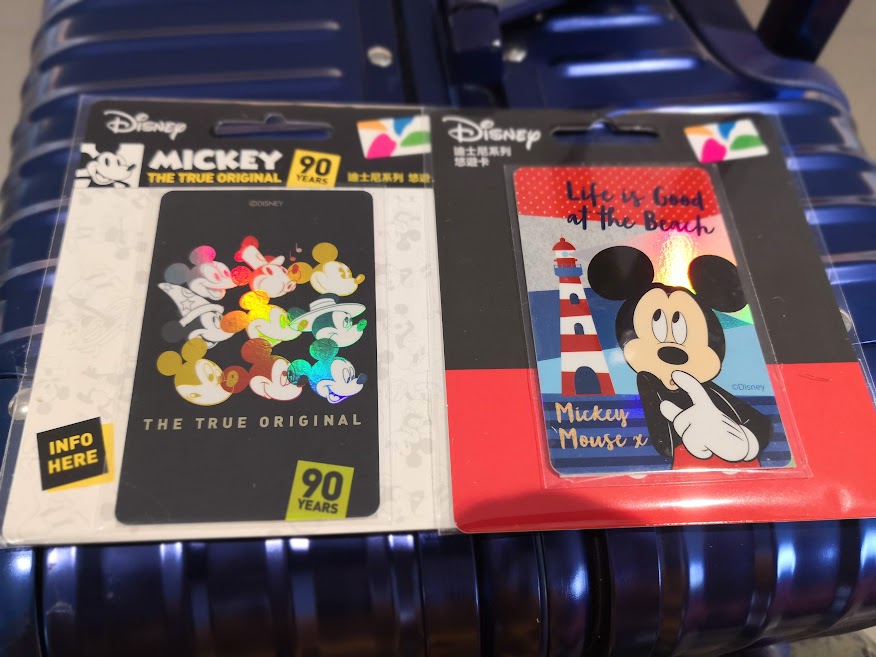 Disney
MICKEY
THE TRUE ORIGINAL
90
YEARS
迪士尼系列 悠遊
©DISNEY
THE TRUE ORIGINAL
90
YEARS
INFO
HERE
Disney
迪士尼系列
悠遊卡
Life is Good
at the Beach
©Disney
Mickey
Mouse x